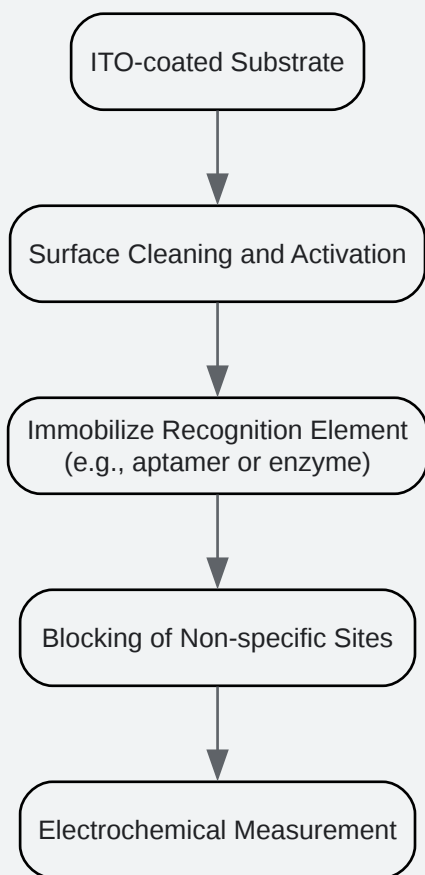 ITO-coated Substrate
Surface Cleaning and Activation
Immobilize Recognition Element
(e.g., aptamer or enzyme)
Blocking of Non-specific Sites
Electrochemical Measurement